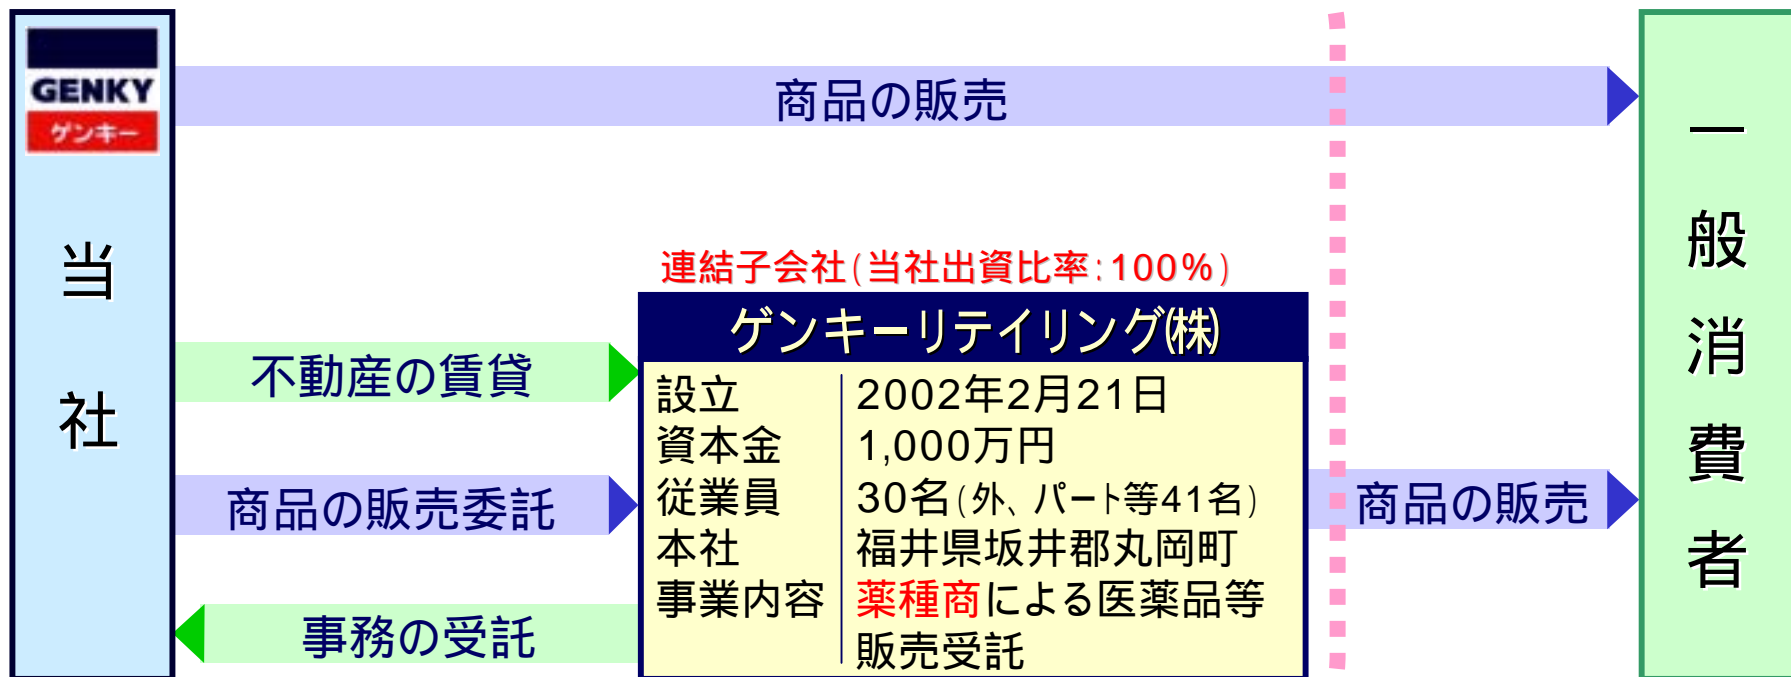 GENKY
ゲンキー
当社
商品の販売
一般消費者
連結子会社(当社出資比率:100%)
ゲンキーリテイリング㈱
不動産の賃貸
商品の販売委託
事務の受託
設立 2002年2月21日
資本金 1,000万円
従業員 30名(外、パート等41名)
本社 福井県坂井郡丸岡町
事業内容 薬種商による医薬品等
販売受託
商品の販売